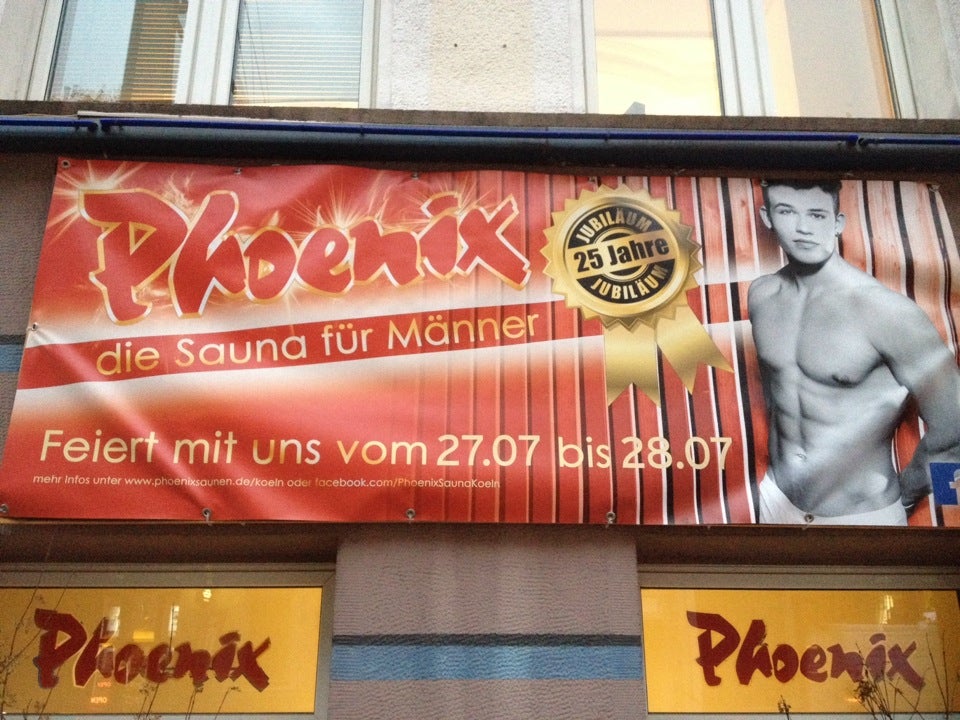 Phoenix
JUBILÄUM
25 Jahre
JUBILÄUM
die Sauna für Männer
Feiert mit uns vom 27.07 bis 28.07
mehr Infos unter www.phoenixsaunen.de/koeln oder facebook.com/PhoenixSaunaKoeln
f
Phoenix
Phoenix